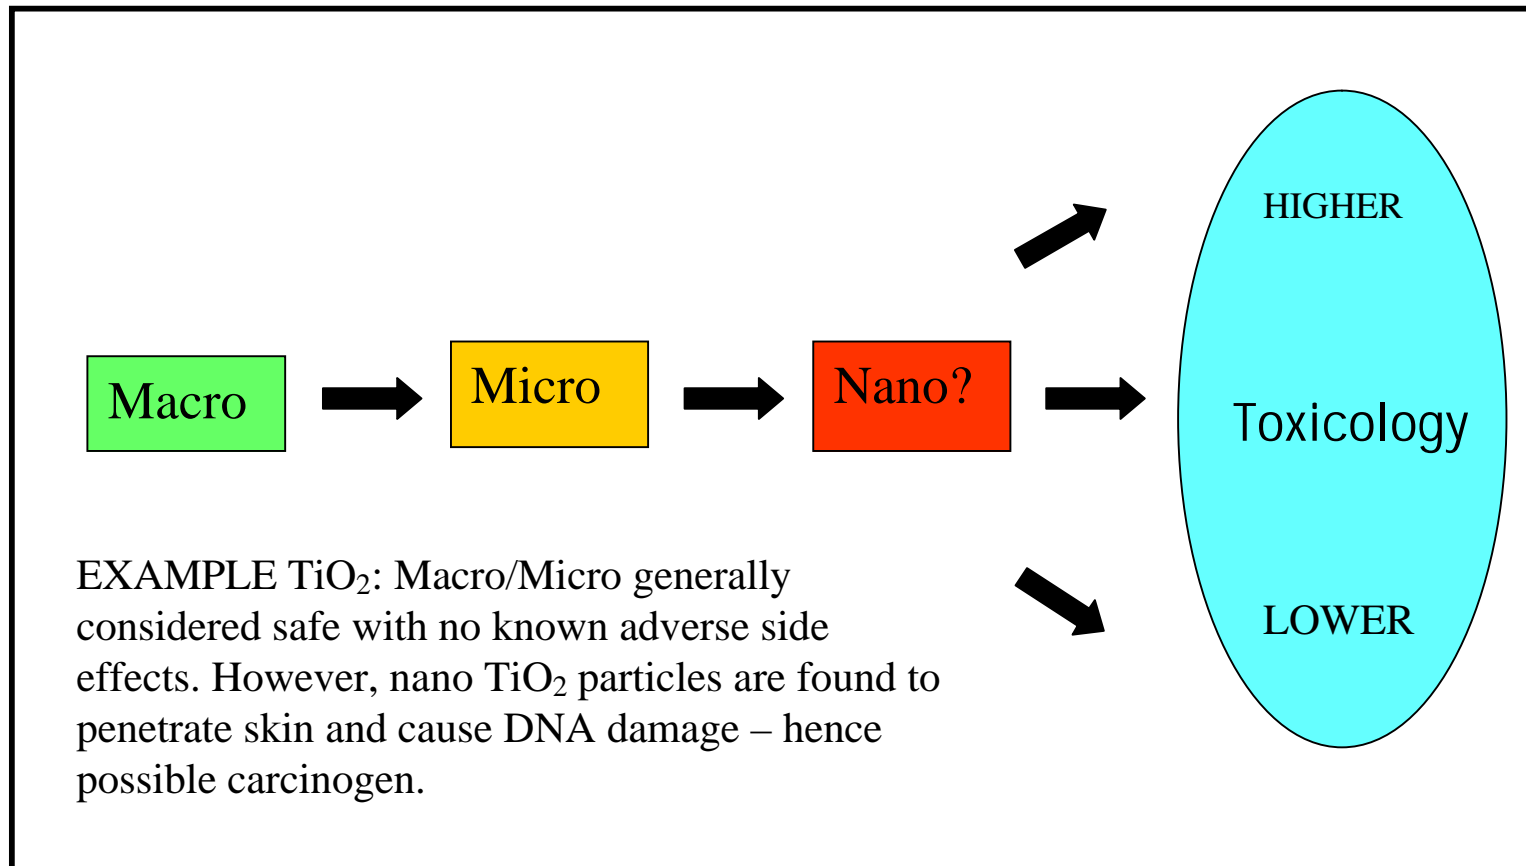 HIGHER
Macro
Micro
Nano?
Toxicology
EXAMPLE TiO₂: Macro/Micro generally
considered safe with no known adverse side
effects. However, nano TiO₂ particles are found to
penetrate skin and cause DNA damage – hence
possible carcinogen.
LOWER